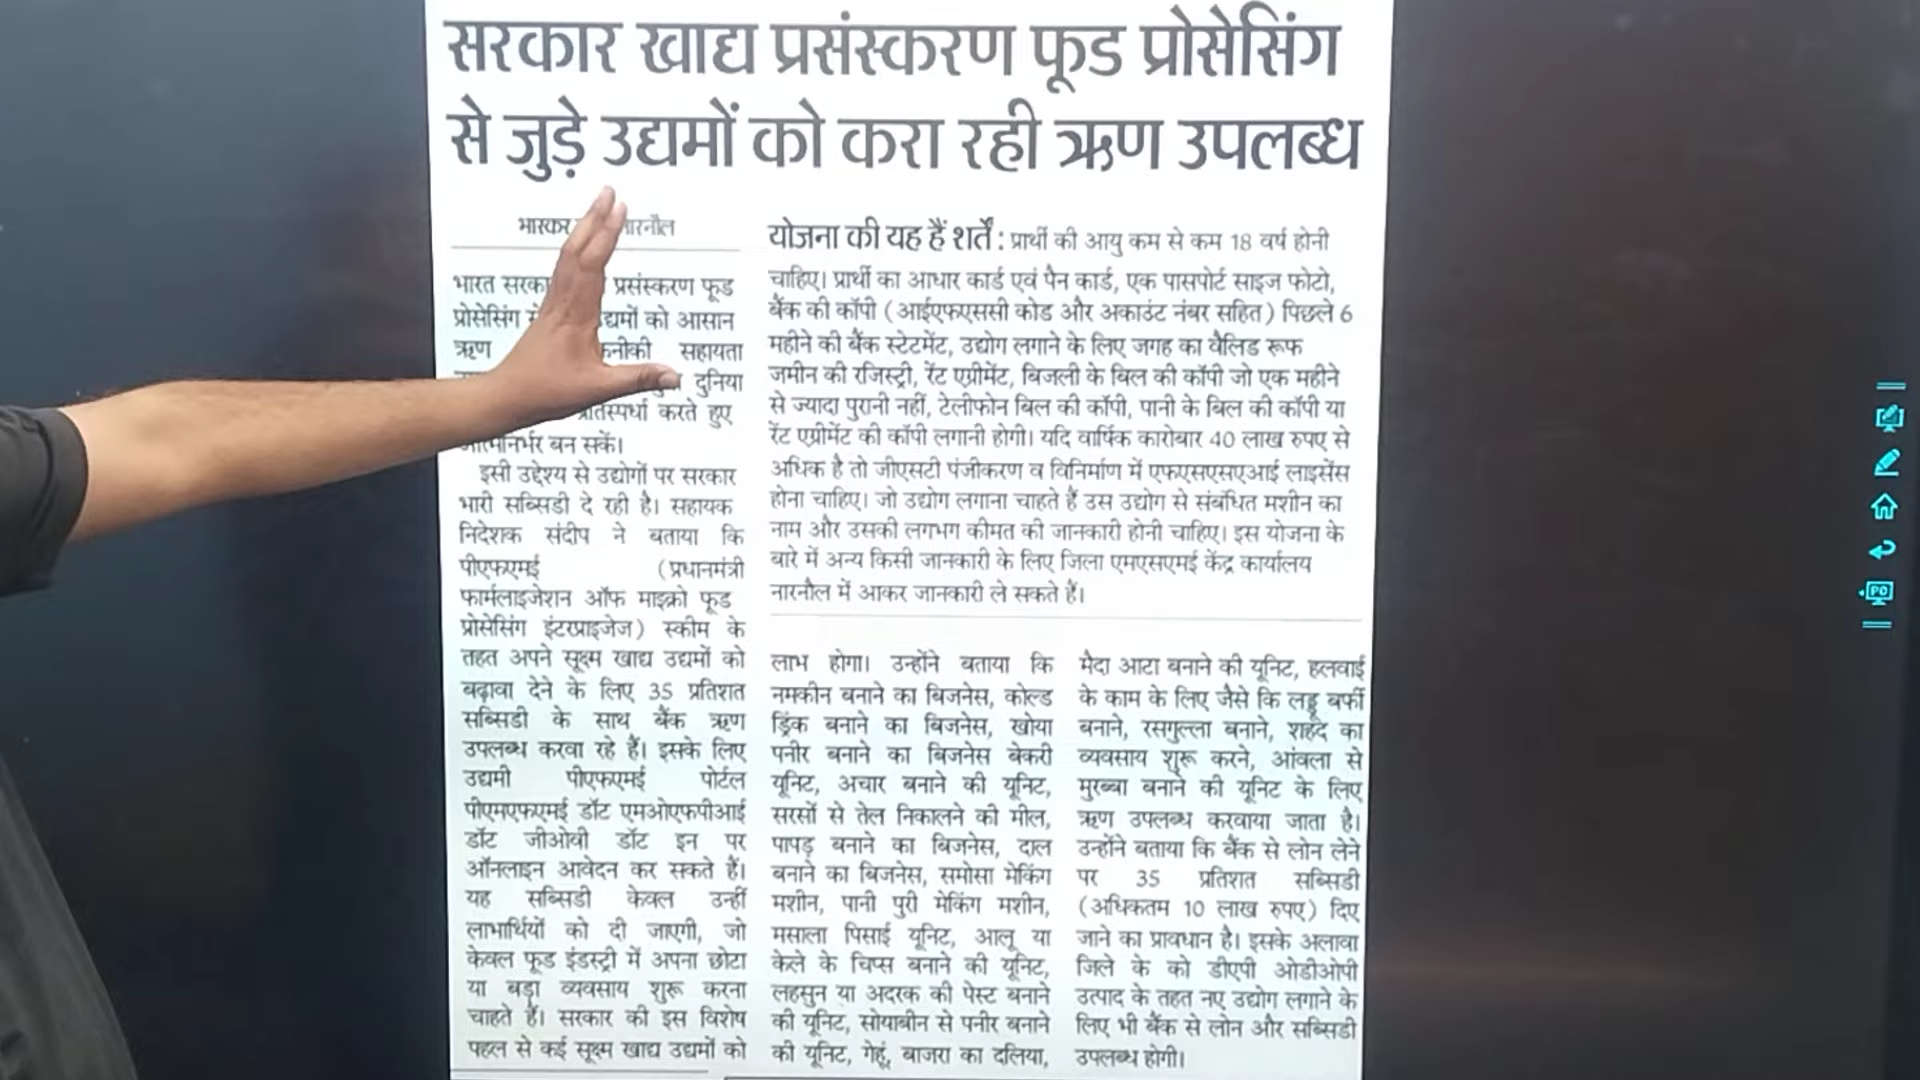 सरकार खाद्य प्रसंस्करण फूड प्रोसेसिंग
से जुड़े उद्यमों को करा रही ऋण उपलब्ध
भास्कर
भारत सरका प्रसंस्करण फूड
प्रोसेसिंग को आसान
ऋण सहायता
दुनिया
करते हुए
बन सकें।
इसी उद्देश्य से उद्योगों पर सरकार
भारी सब्सिडी दे रही है। सहायक
निदेशक संदीप ने बताया कि
पीएफएमई (प्रधानमंत्री
फार्मलाइजेशन ऑफ माइक्रो फूड
प्रोसेसिंग इंटरप्राइजेज) स्कीम के
तहत अपने सूक्ष्म खाद्य उद्यमों को
बढ़ावा देने के लिए 35 प्रतिशत
सब्सिडी के साथ बैंक ऋण
उपलब्ध करवा रहे हैं। इसके लिए
उद्यमी पीएफएमई पोर्टल
पीएमएफएमई डॉट एमओएफपीआई
डॉट जीओवी डॉट इन पर
ऑनलाइन आवेदन कर सकते हैं।
यह सब्सिडी केवल उन्हीं
लाभार्थियों को दी जाएगी, जो
केवल फूड इंडस्ट्री में अपना छोटा
या बड़ा व्यवसाय शुरू करना
चाहते हैं। सरकार की इस विशेष
पहल से कई सूक्ष्म खाद्य उद्यमों को
योजना की यह हैं शर्तें : प्रार्थी की आयु कम से कम 18 वर्ष होनी
चाहिए। प्रार्थी का आधार कार्ड एवं पैन कार्ड, एक पासपोर्ट साइज फोटो,
बैंक की कॉपी (आईएफएससी कोड और अकाउंट नंबर सहित) पिछले 6
महीने की बैंक स्टेटमेंट, उद्योग लगाने के लिए जगह का वैलिड रूफ
जमीन की रजिस्ट्री, रेंट एग्रीमेंट, बिजली के बिल की कॉपी जो एक महीने
से ज्यादा पुरानी नहीं, टेलीफोन बिल की कॉपी, पानी के बिल की कॉपी या
रेंट एग्रीमेंट की कॉपी लगानी होगी। यदि वार्षिक कारोबार 40 लाख रुपए से
अधिक है तो जीएसटी पंजीकरण व विनिर्माण में एफएसएसएआई लाइसेंस
होना चाहिए। जो उद्योग लगाना चाहते हैं उस उद्योग से संबंधित मशीन का
नाम और उसकी लगभग कीमत की जानकारी होनी चाहिए। इस योजना के
बारे में अन्य किसी जानकारी के लिए जिला एमएसएमई केंद्र कार्यालय
नारनौल में आकर जानकारी ले सकते हैं।
लाभ होगा। उन्होंने बताया कि
नमकीन बनाने का बिजनेस, कोल्ड
ड्रिंक बनाने का बिजनेस, खोया
पनीर बनाने का बिजनेस बेकरी
यूनिट, अचार बनाने की यूनिट,
सरसों से तेल निकालने की मील,
पापड़ बनाने का बिजनेस, दाल
बनाने का बिजनेस, समोसा मेकिंग
मशीन, पानी पुरी मेकिंग मशीन,
मसाला पिसाई यूनिट, आलू या
केले के चिप्स बनाने की यूनिट,
लहसुन या अदरक की पेस्ट बनाने
की यूनिट, सोयाबीन से पनीर बनाने
की यूनिट, गेहूं, बाजरा का दलिया,
मैदा आटा बनाने की यूनिट, हलवाई
के काम के लिए जैसे कि लड्डू बर्फी
बनाने, रसगुल्ला बनाने, शहद का
व्यवसाय शुरू करने, आंवला से
मुरब्बा बनाने की यूनिट के लिए
ऋण उपलब्ध करवाया जाता है।
उन्होंने बताया कि बैंक से लोन लेने
पर 35 प्रतिशत सब्सिडी
(अधिकतम 10 लाख रुपए) दिए
जाने का प्रावधान है। इसके अलावा
जिले के को डीएपी ओडीओपी
उत्पाद के तहत नए उद्योग लगाने के
लिए भी बैंक से लोन और सब्सिडी
उपलब्ध होगी।
PC